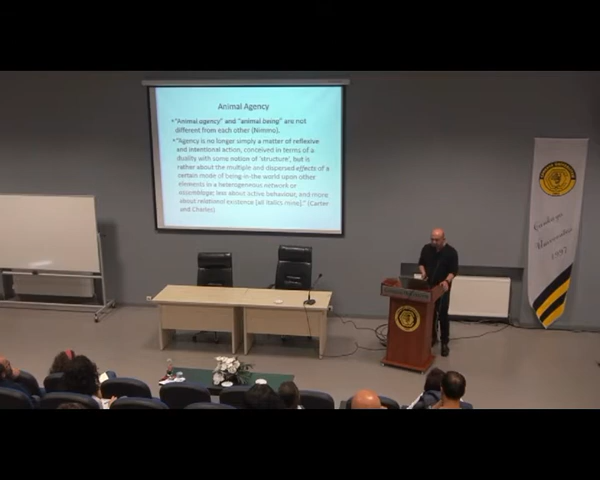 Animal Agency
• "Animal agency" and "animal being" are not
different from each other (Nimmo).
• "Agency is no longer simply a matter of reflexive
and intentional action, conceived in terms of a
duality with some notion of 'structure', but is
rather about the multiple and dispersed effects of a
certain mode of being-in-the-world upon other
elements in a heterogeneous network or
assemblage; less about active behaviour, and more
about relational existence [all italics mine]." (Carter
and Charles)
Çankaya
Üniversitesi
1997